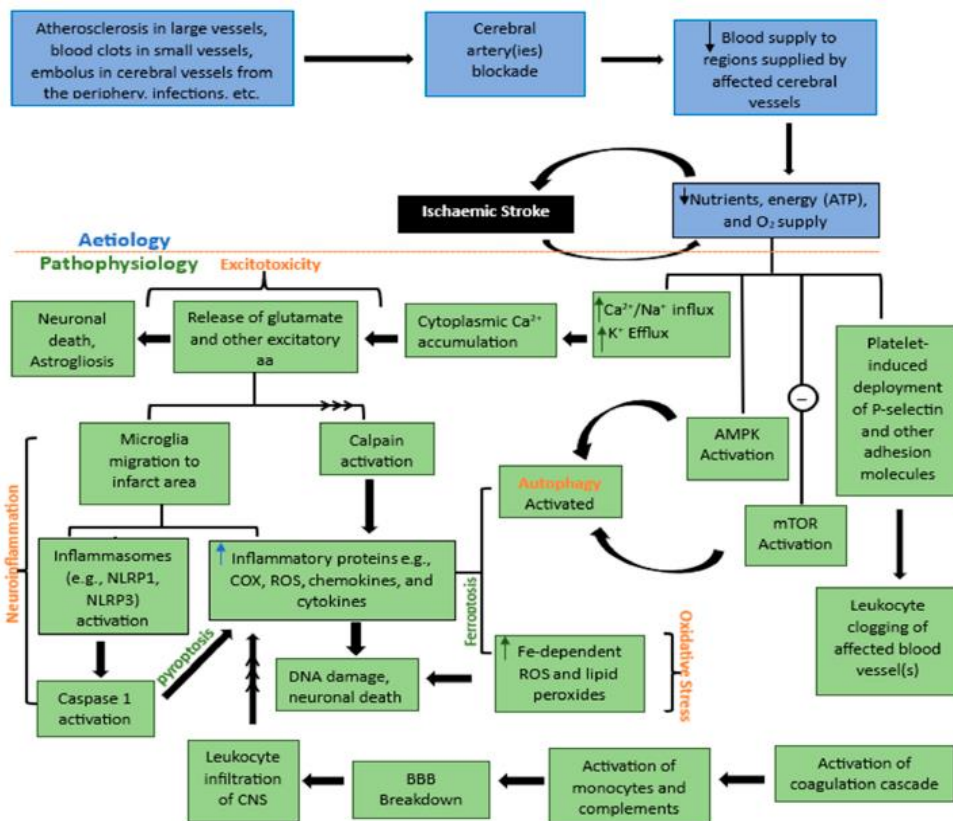 Atherosclerosis in large vessels,
blood clots in small vessels,
embolus in cerebral vessels from
the periphery, infections, etc.
Cerebral
artery(ies)
blockade
↓ Blood supply to
regions supplied by
affected cerebral
vessels
Ischaemic Stroke
↓Nutrients, energy (ATP),
and O₂ supply
Aetiology
Pathophysiology
Excitotoxicity
Neuronal
death,
Astrogliosis
Release of glutamate
and other excitatory
aa
Cytoplasmic Ca²⁺
accumulation
↑Ca²⁺/Na⁺ influx
↑K⁺ Efflux
Platelet-
induced
deployment
of P-selectin
and other
adhesion
molecules
−
Microglia
migration to
infarct area
Calpain
activation
AMPK
Activation
Autophagy
Activated
mTOR
Activation
Neuroinflammation
Inflammasomes
(e.g., NLRP1,
NLRP3)
activation
↑ Inflammatory proteins e.g.,
COX, ROS, chemokines, and
cytokines
Ferroptosis
Leukocyte
clogging of
affected blood
vessel(s)
pyroptosis
Caspase 1
activation
DNA damage,
neuronal death
↑ Fe-dependent
ROS and lipid
peroxides
Oxidative Stress
Leukocyte
infiltration
of CNS
BBB
Breakdown
Activation of
monocytes and
complements
Activation of
coagulation cascade